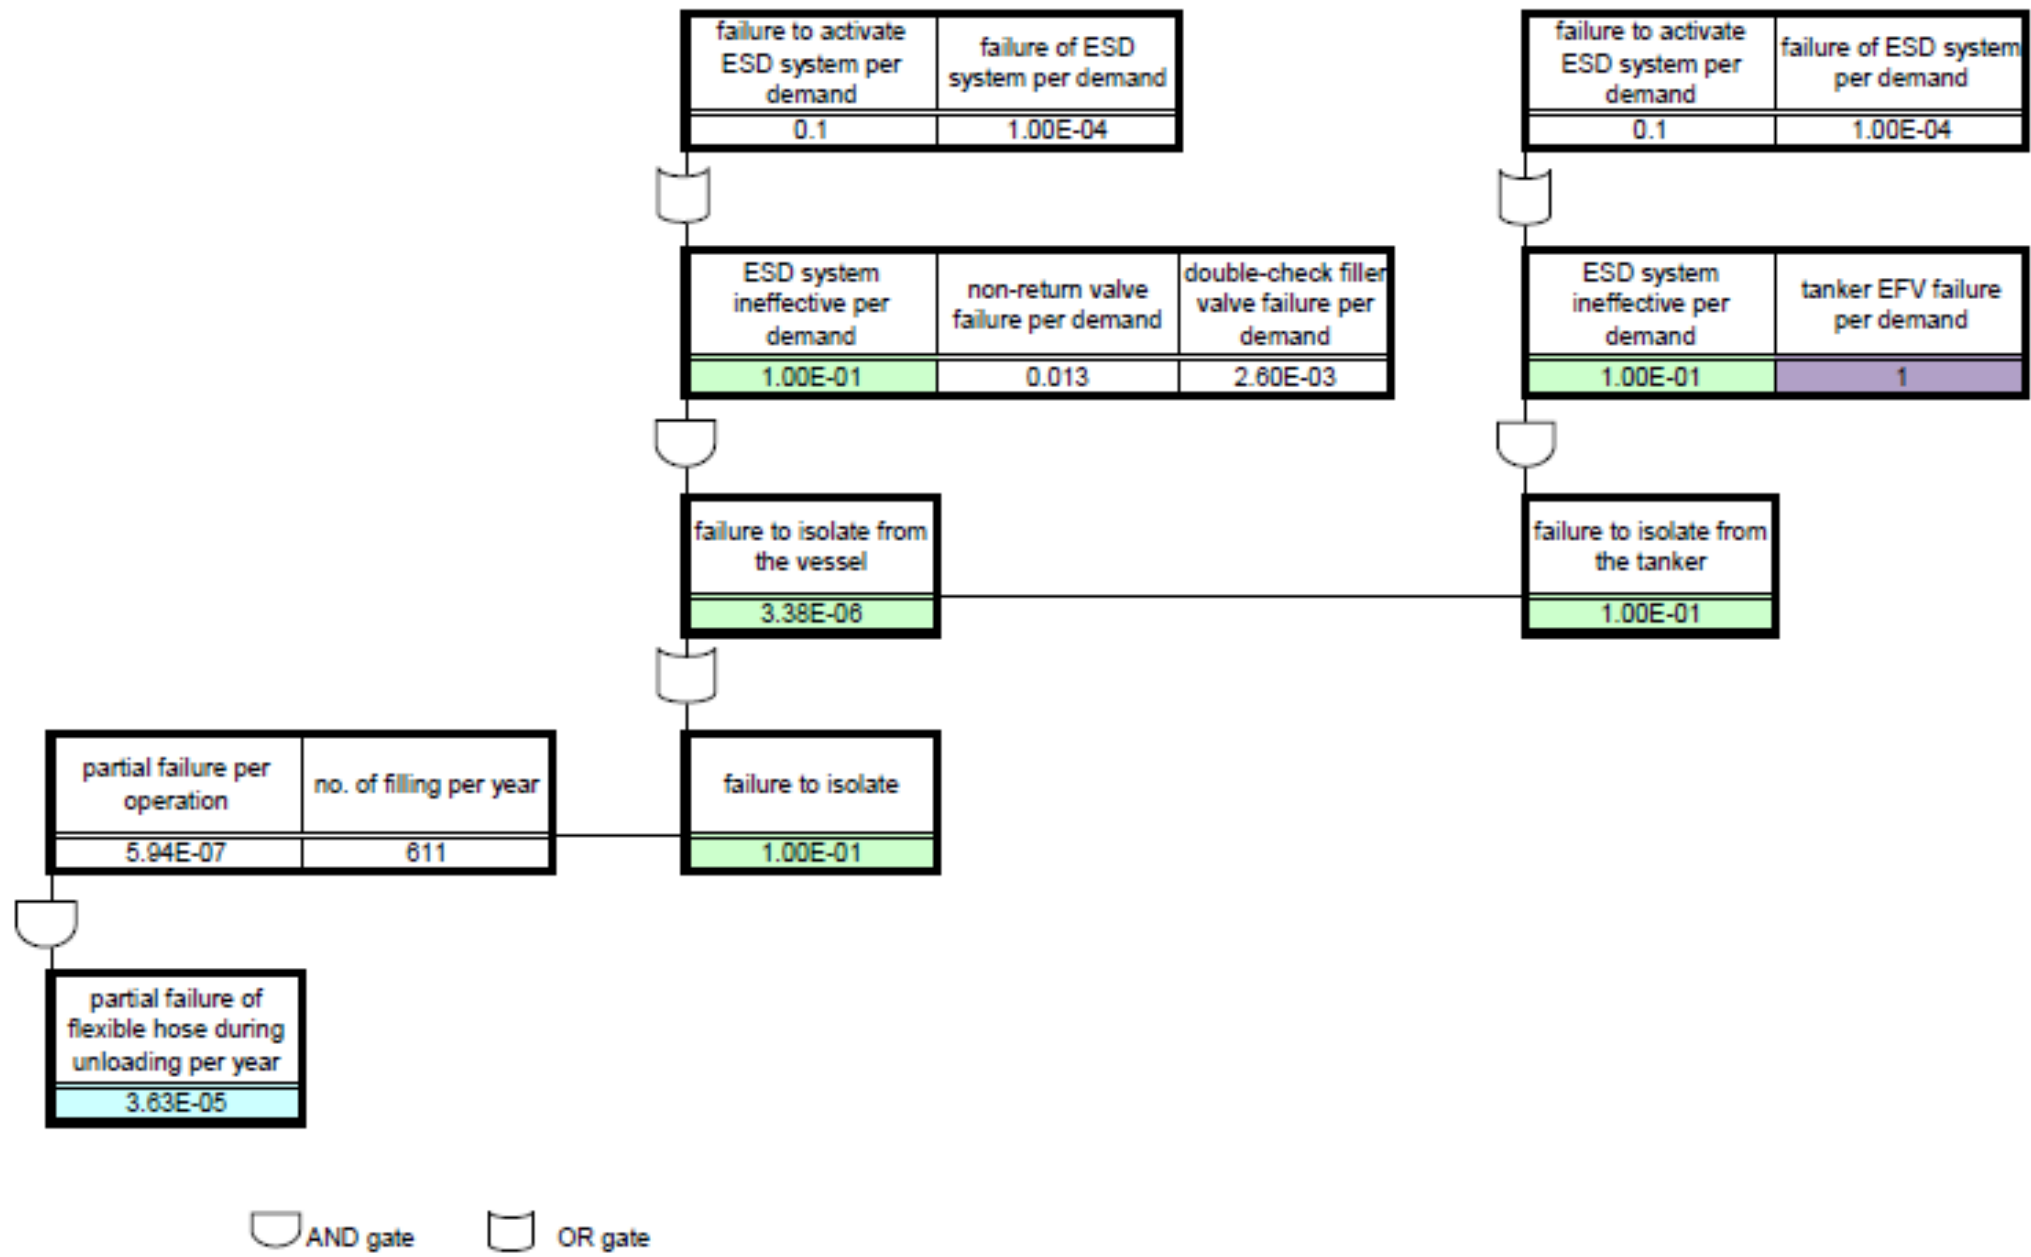 failure to activate
ESD system per
demand
failure of ESD
system per demand
0.1
1.00E-04
failure to activate
ESD system per
demand
failure of ESD system
per demand
0.1
1.00E-04
ESD system
ineffective per
demand
non-return valve
failure per demand
double-check filler
valve failure per
demand
1.00E-01
0.013
2.60E-03
ESD system
ineffective per
demand
tanker EFV failure
per demand
1.00E-01
1
failure to isolate from
the vessel
3.38E-06
failure to isolate from
the tanker
1.00E-01
partial failure per
operation
no. of filling per year
5.94E-07
611
failure to isolate
1.00E-01
partial failure of
flexible hose during
unloading per year
3.63E-05
AND gate
OR gate